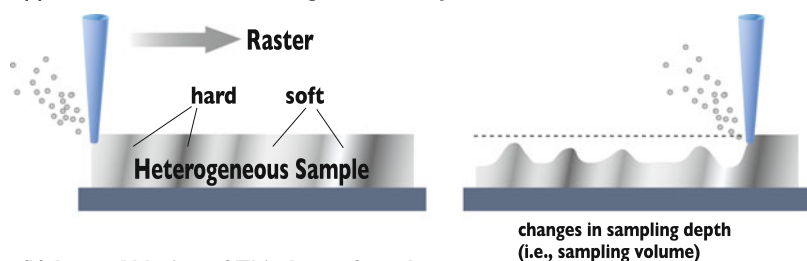 Raster
hard soft
Heterogeneous Sample
changes in sampling depth
(i.e., sampling volume)